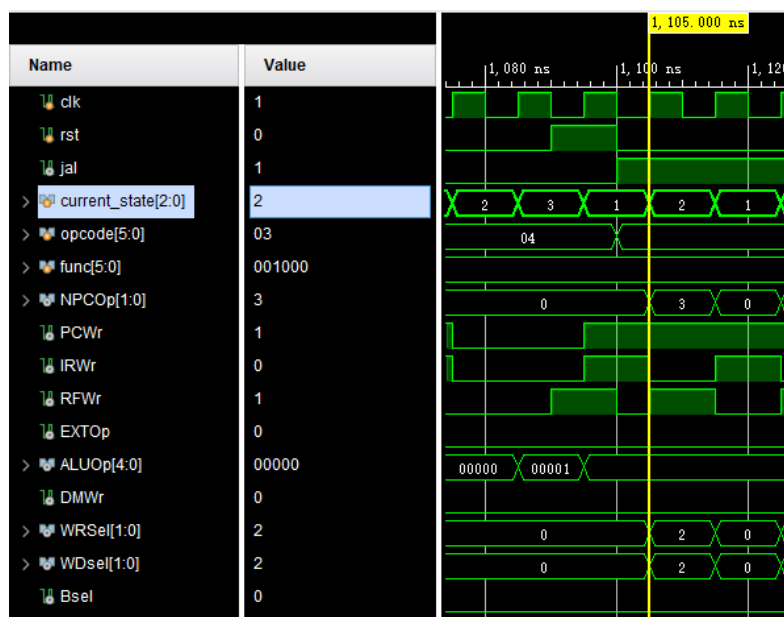 1,105.000 ns
Name Value
1,080 ns 1,100 ns 1,120
clk 1
rst 0
jal 1
current_state[2:0] 2 2 3 1 2 1
opcode[5:0] 03 04
func[5:0] 001000
NPCOp[1:0] 3 0 3 0
PCWr 1
IRWr 0
RFWr 1
EXTOp 0
ALUOp[4:0] 00000 00000 00001
DMWr 0
WRSel[1:0] 2 0 2 0
WDsel[1:0] 2 0 2 0
Bsel 0